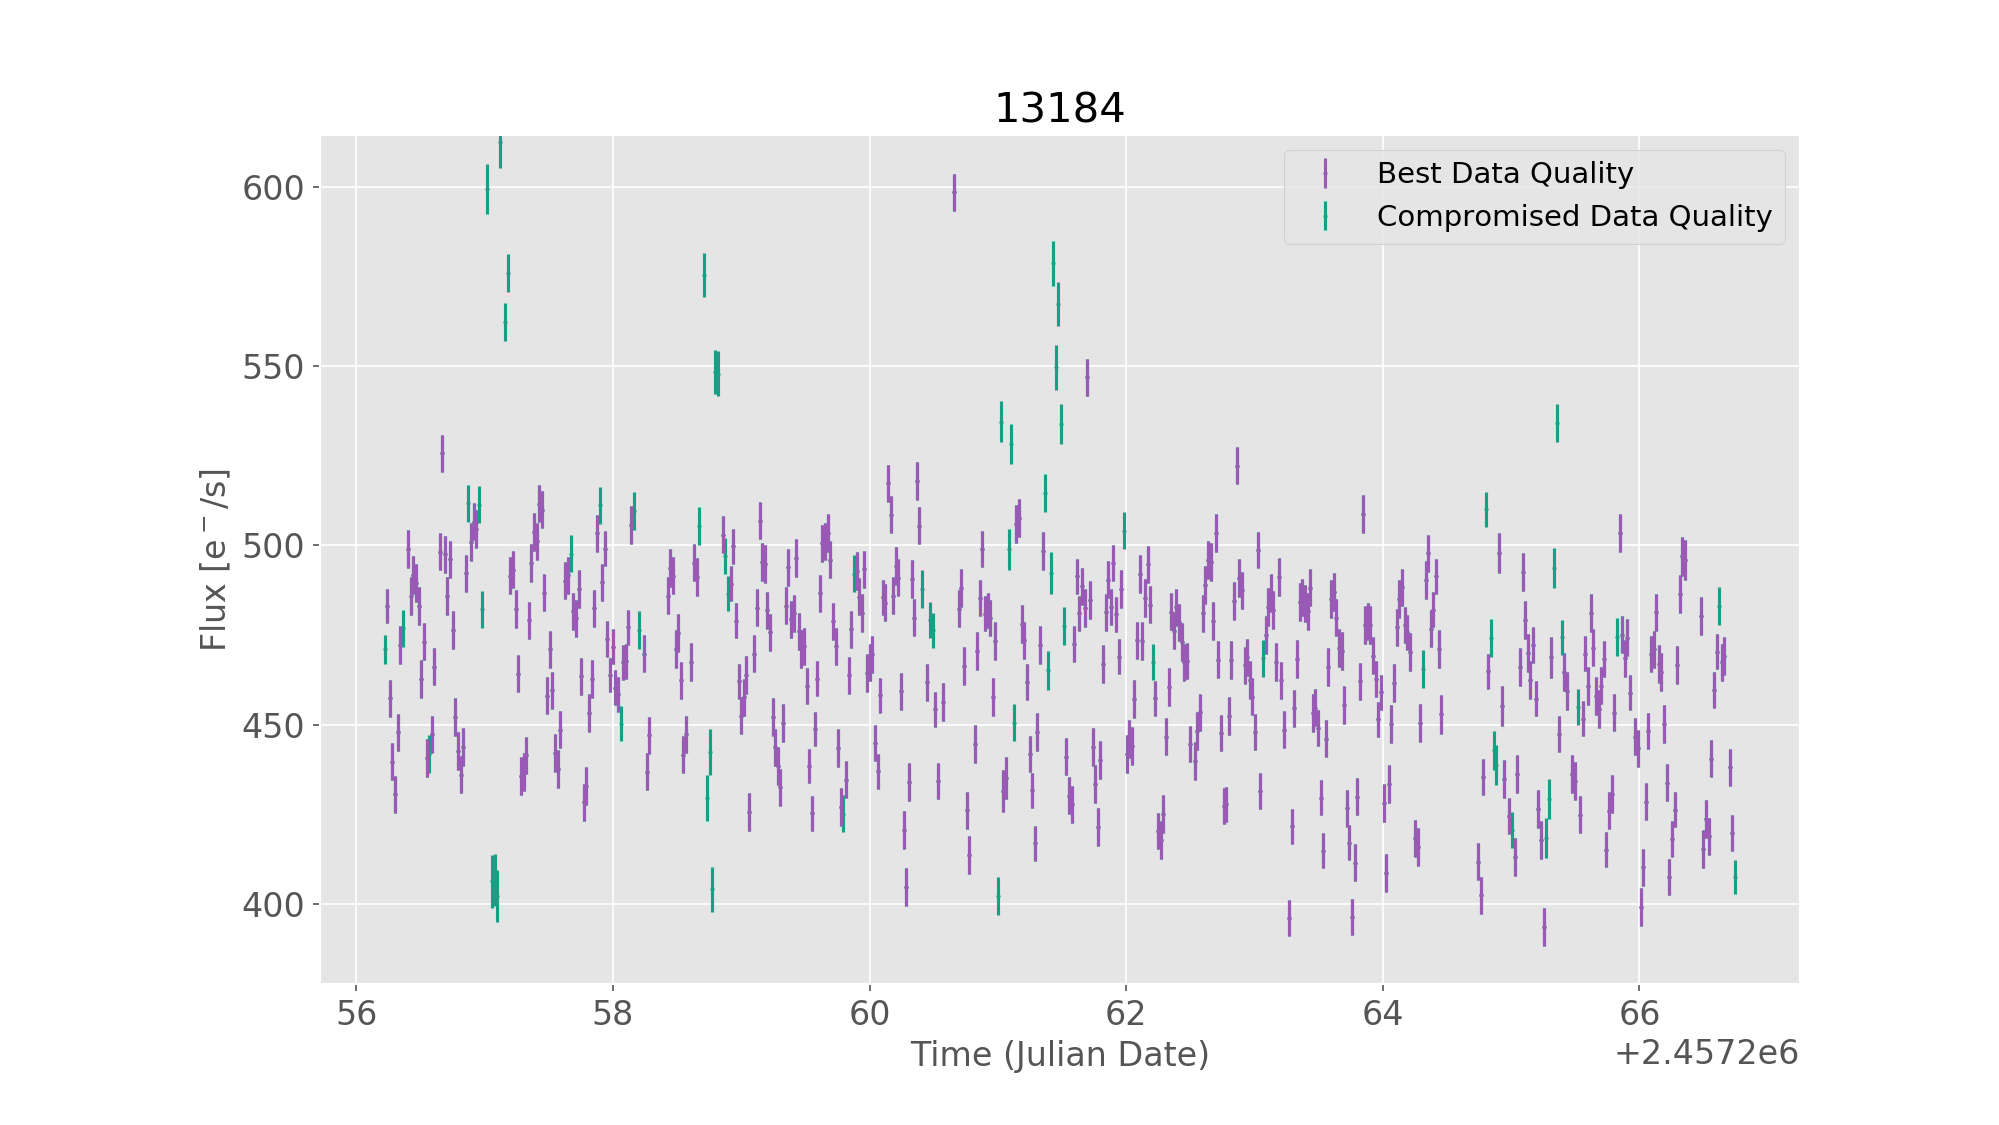 13184
Best Data Quality
Compromised Data Quality
600
550
500
450
400
Flux [e⁻/s]
56 58 60 62 64 66
Time (Julian Date)
+2.4572e6